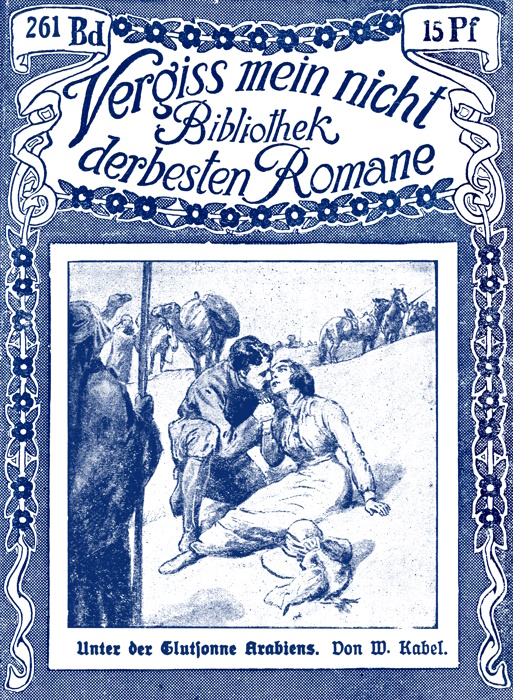 261 Bd
15 Pf
Vergiss mein nicht
Bibliothek
der besten Romane
Unter der Glutſonne Arabiens. Von W. Kabel.